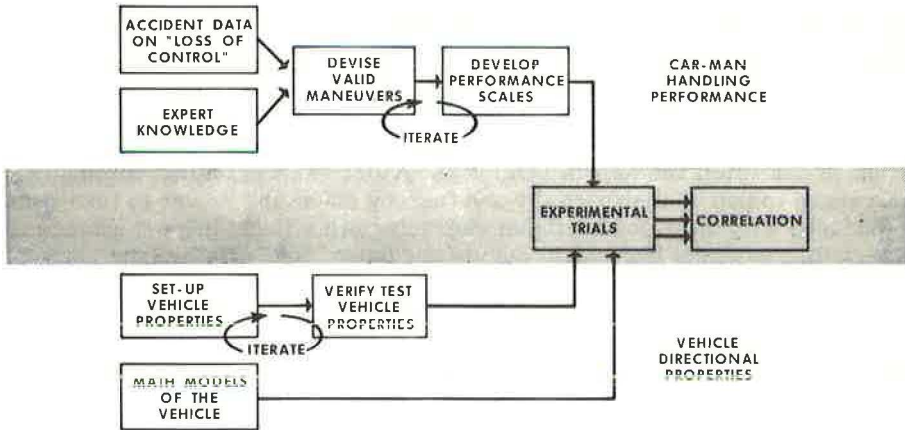 ACCIDENT DATA
ON "LOSS OF
CONTROL"
EXPERT
KNOWLEDGE
DEVISE
VALID
MANEUVERS
DEVELOP
PERFORMANCE
SCALES
ITERATE
CAR-MAN
HANDLING
PERFORMANCE
EXPERIMENTAL
TRIALS
CORRELATION
SET-UP
VEHICLE
PROPERTIES
VERIFY TEST
VEHICLE
PROPERTIES
ITERATE
MATH MODELS
OF THE
VEHICLE
VEHICLE
DIRECTIONAL
PROPERTIES